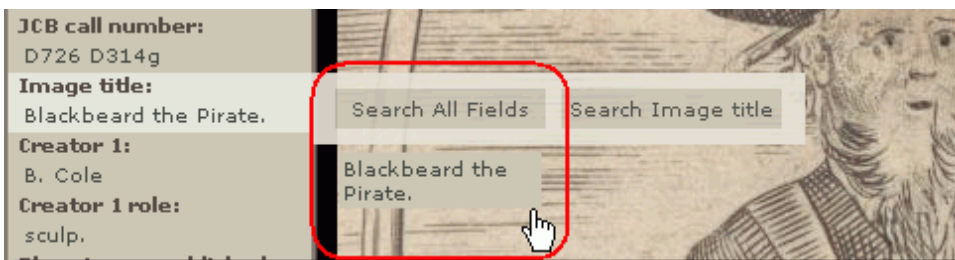 JCB call number:
D726 D314g
Image title:
Blackbeard the Pirate.
Search All Fields
Search Image title
Creator 1:
Blackbeard the
Pirate.
B. Cole
Creator 1 role:
sculp.